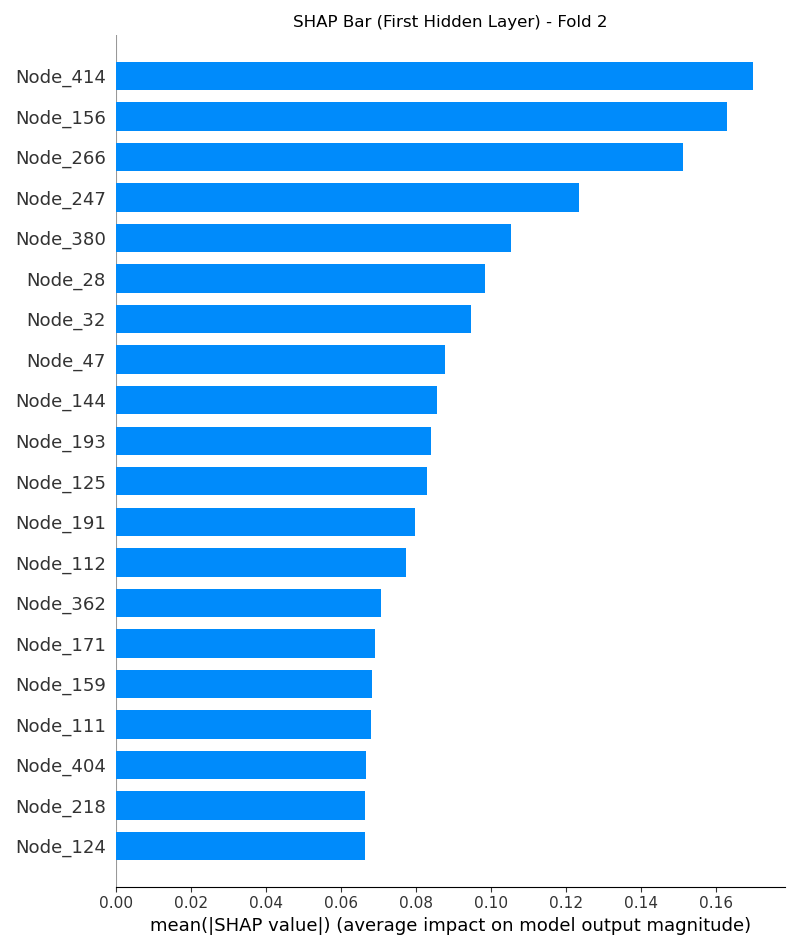 SHAP Bar (First Hidden Layer) - Fold 2
Node_414
Node_156
Node_266
Node_247
Node_380
Node_28
Node_32
Node_47
Node_144
Node_193
Node_125
Node_191
Node_112
Node_362
Node_171
Node_159
Node_111
Node_404
Node_218
Node_124
0.00 0.02 0.04 0.06 0.08 0.10 0.12 0.14 0.16
mean(|SHAP value|) (average impact on model output magnitude)